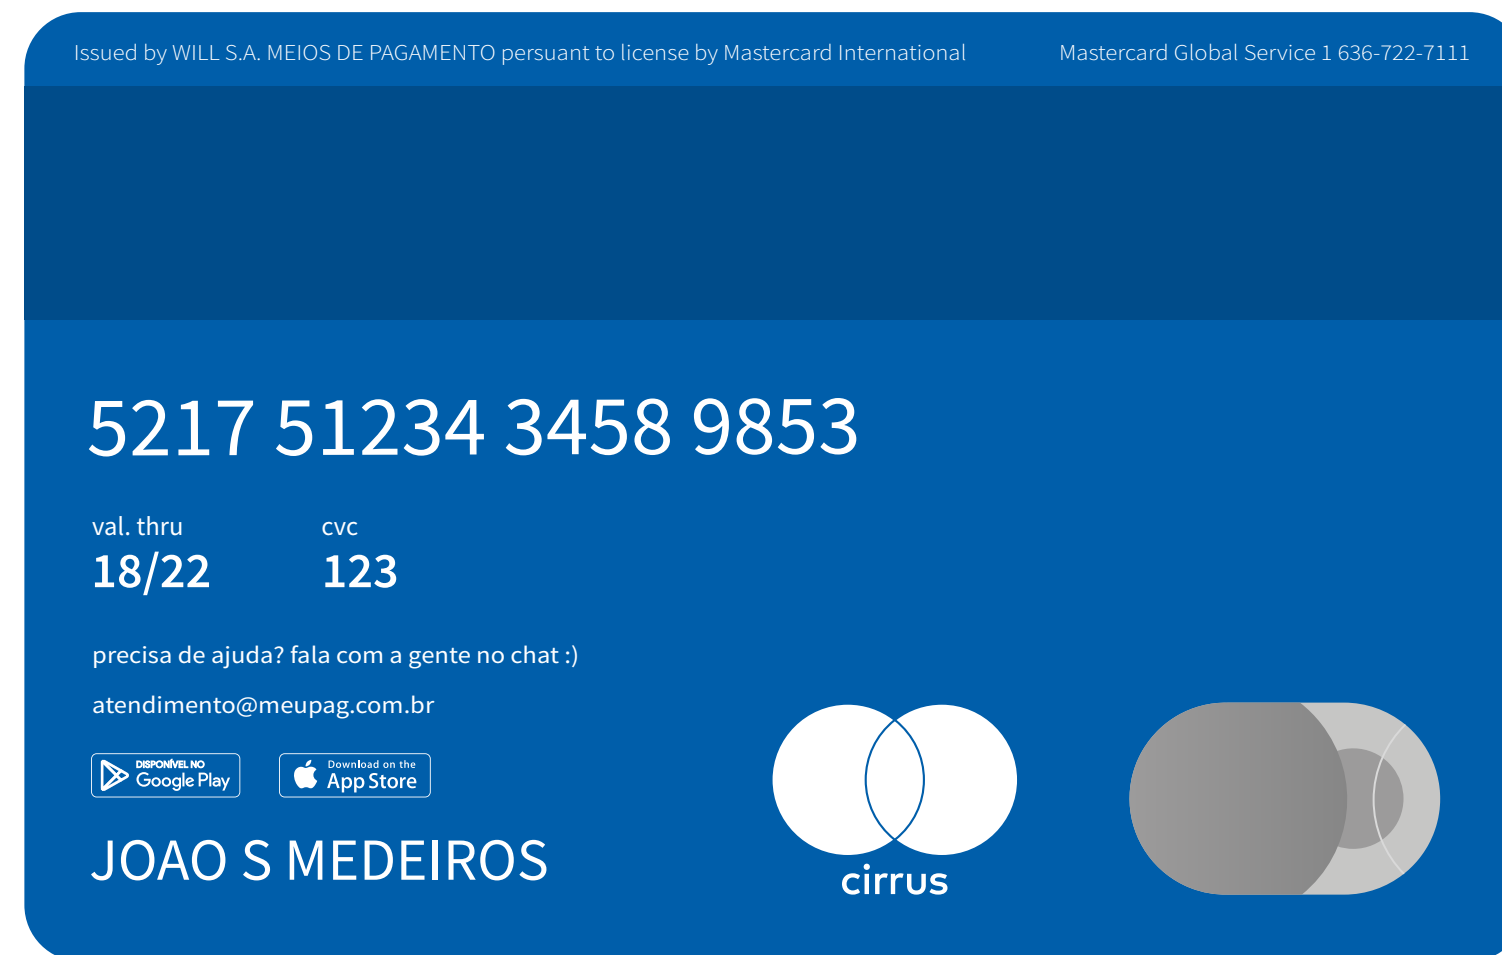 Issued by WILL S.A. MEIOS DE PAGAMENTO persuant to license by Mastercard International Mastercard Global Service 1 636-722-7111
5217 51234 3458 9853
val. thru cvc
18/22 123
precisa de ajuda? fala com a gente no chat :)
atendimento@meupag.com.br
DISPONÍVEL NO Download on the
Google Play App Store
JOAO S MEDEIROS
cirrus